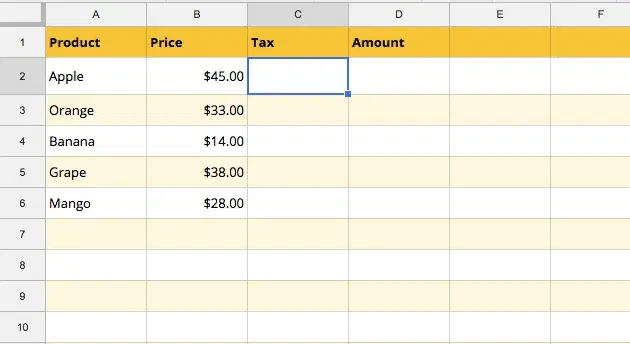 A B C D E F
1 Product Price Tax Amount
2 Apple $45.00
3 Orange $33.00
4 Banana $14.00
5 Grape $38.00
6 Mango $28.00
7
8
9
10